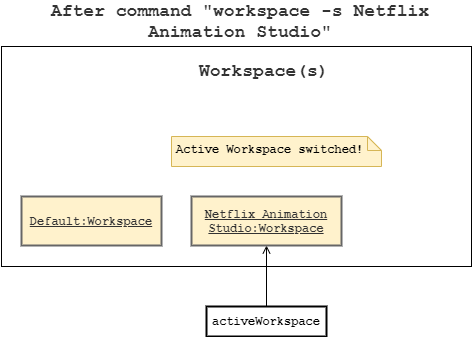 After command "workspace -s Netflix
Animation Studio"
Workspace(s)
Active Workspace switched!
Default:Workspace
Netflix Animation
Studio:Workspace
activeWorkspace